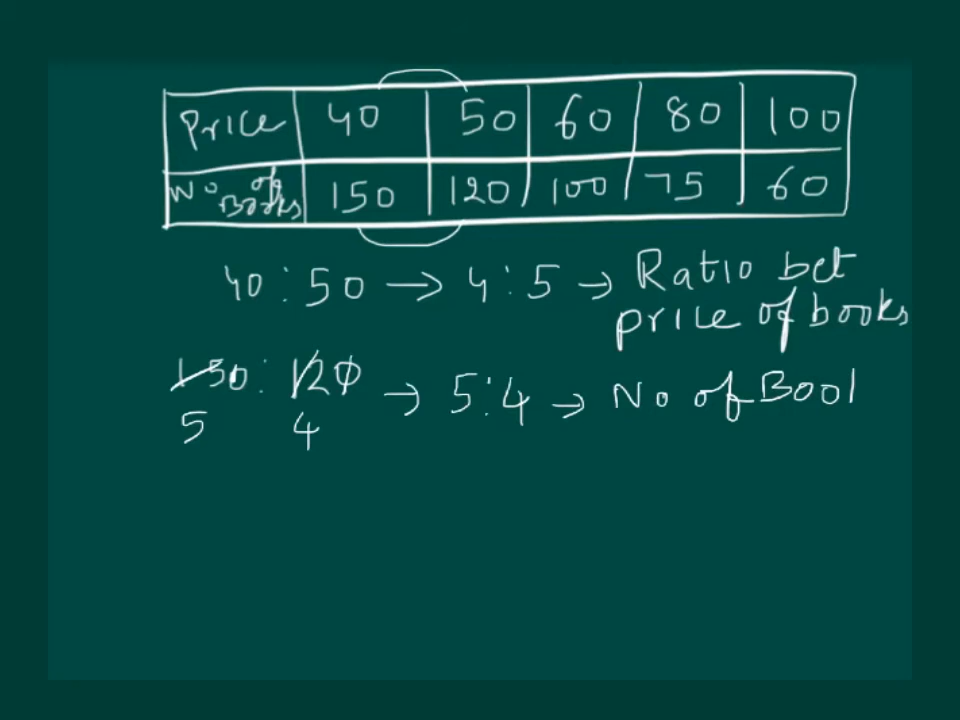 Price 40 50 60 80 100
No of Books 150 120 100 75 60
40 : 50 → 4 : 5 → Ratio bet
price of books
150 : 120 → 5 : 4 → No of Bool
5 4